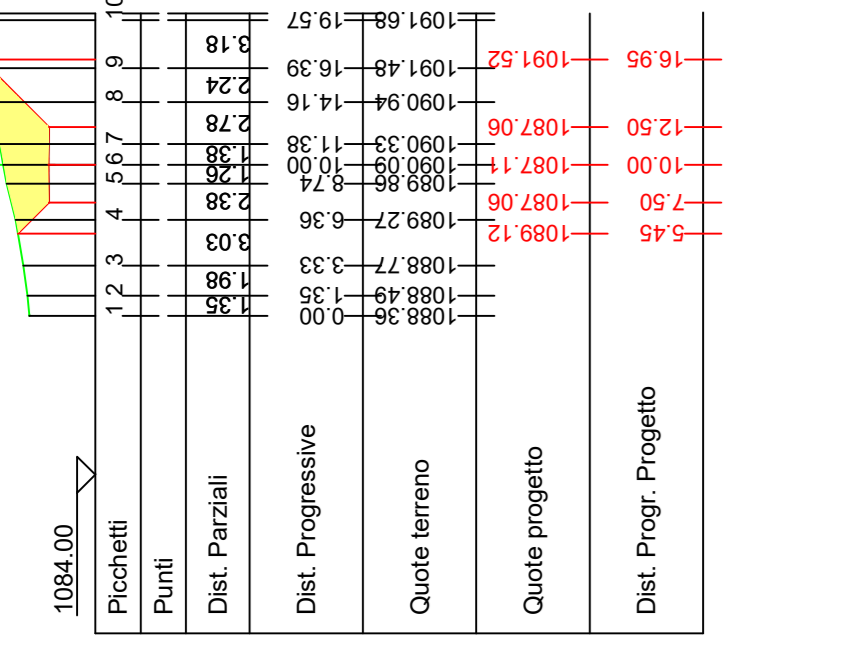 1084.00
Picchetti 1 2 3 4 5 6 7 8 9 10
Punti
Dist. Parziali 1.35 1.98 3.03 2.38 1.26 1.38 2.78 2.24 3.18
Dist. Progressive 0.00 1.35 3.33 6.36 8.74 10.00 11.38 14.16 16.39 19.57
Quote terreno 1088.36 1088.49 1088.77 1089.27 1089.86 1090.09 1090.33 1090.94 1091.48 1091.68
Quote progetto 1089.12 1087.06 1087.11 1087.06 1091.52
Dist. Progr. Progetto 5.45 7.50 10.00 12.50 16.95